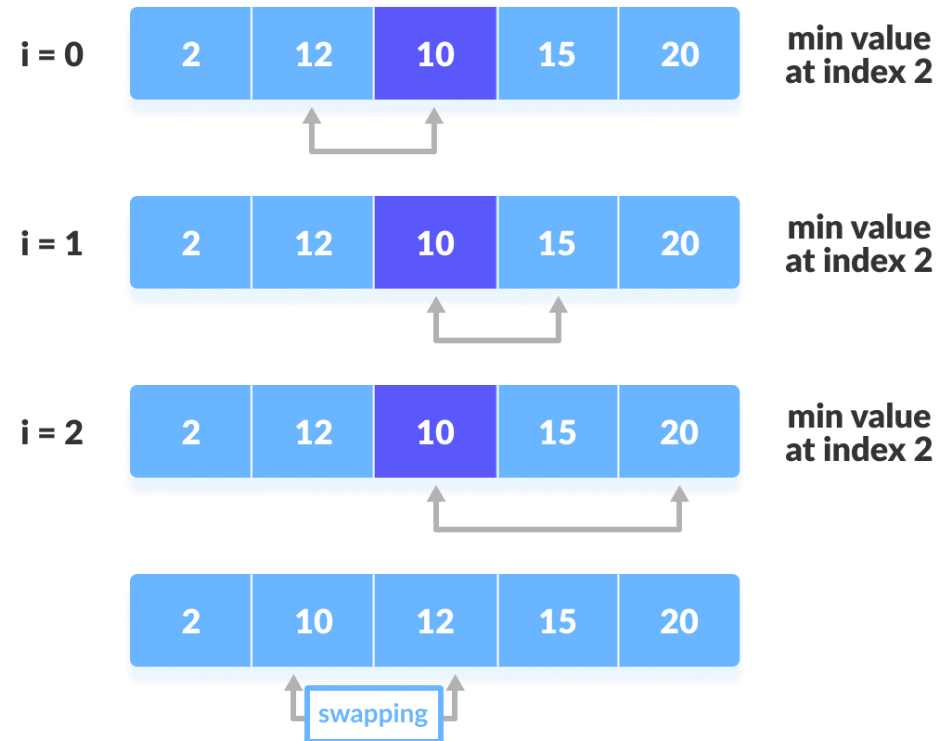 i = 0 2 12 10 15 20 min value
at index 2
i = 1 2 12 10 15 20 min value
at index 2
i = 2 2 12 10 15 20 min value
at index 2
2 10 12 15 20
swapping